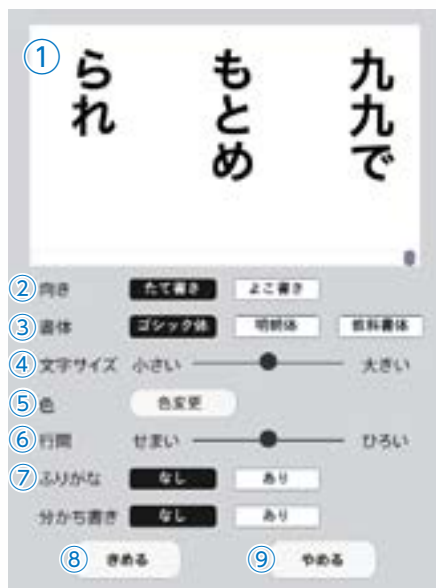 ①
九九で
もとめ
られ
② 向き たて書き よこ書き
③ 書体 ゴシック体 明朝体 教科書体
④ 文字サイズ 小さい 大きい
⑤ 色 色変更
⑥ 行間 せまい ひろい
⑦ ふりがな なし あり
分かち書き なし あり
⑧ きめる ⑨ やめる